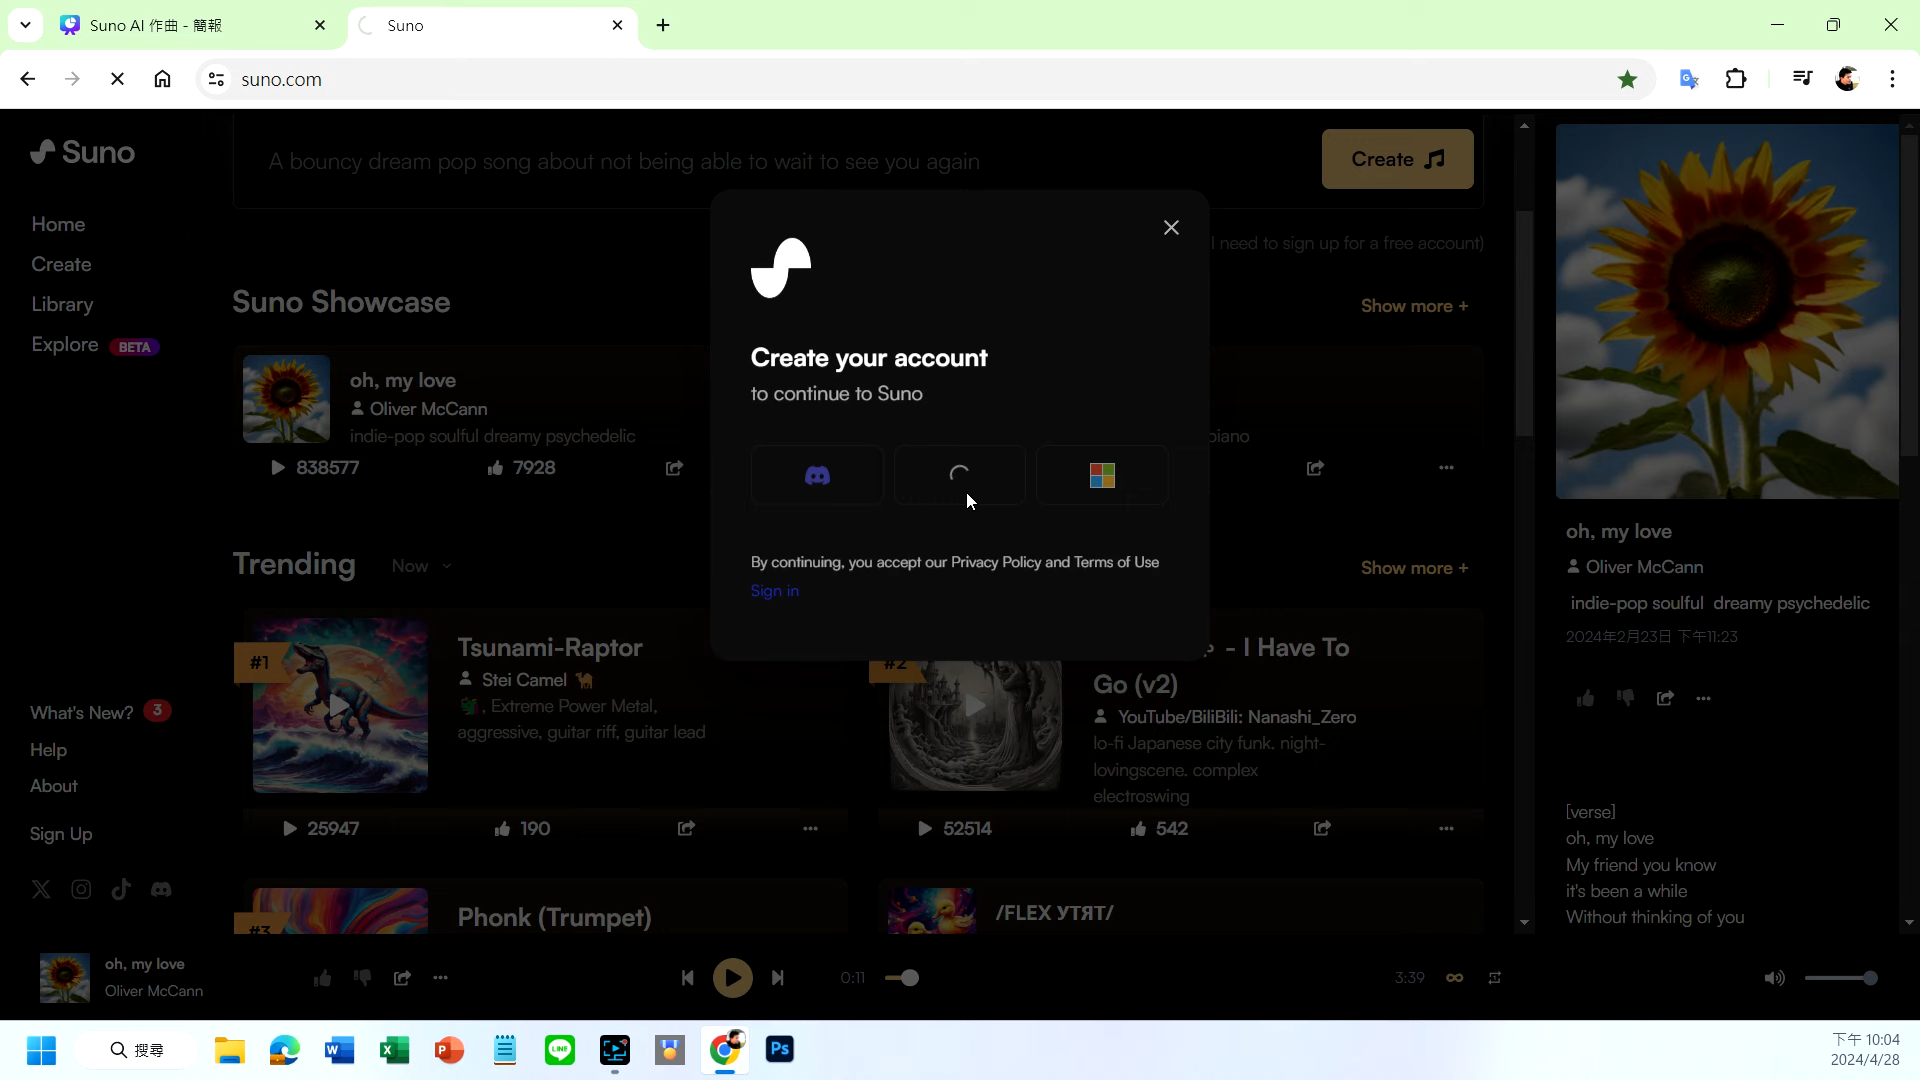 Suno AI 作曲 - 簡報
Suno
suno.com
Suno
Home
Create
Library
Explore BETA
What's New? 3
Help
About
Sign Up
A bouncy dream pop song about not being able to wait to see you again
Create
l need to sign up for a free account)
Suno Showcase
Show more +
oh, my love
Oliver McCann
indie-pop soulful dreamy psychedelic
838577
7928
piano
Create your account
to continue to Suno
By continuing, you accept our Privacy Policy and Terms of Use
Sign in
Trending Now
Show more +
#1
Tsunami-Raptor
Stei Camel
, Extreme Power Metal,
aggressive, guitar riff, guitar lead
25947
190
#2
- I Have To
Go (v2)
YouTube/BiliBili: Nanashi_Zero
lo-fi Japanese city funk. night-
lovingscene. complex
electroswing
52514
542
#3
Phonk (Trumpet)
/FLEX УТЯТ/
oh, my love
Oliver McCann
indie-pop soulful dreamy psychedelic
2024年2月23日 下午11:23
[verse]
oh, my love
My friend you know
it's been a while
Without thinking of you
oh, my love
Oliver McCann
0:11
3:39
搜尋
LINE
Ps
下午 10:04
2024/4/28